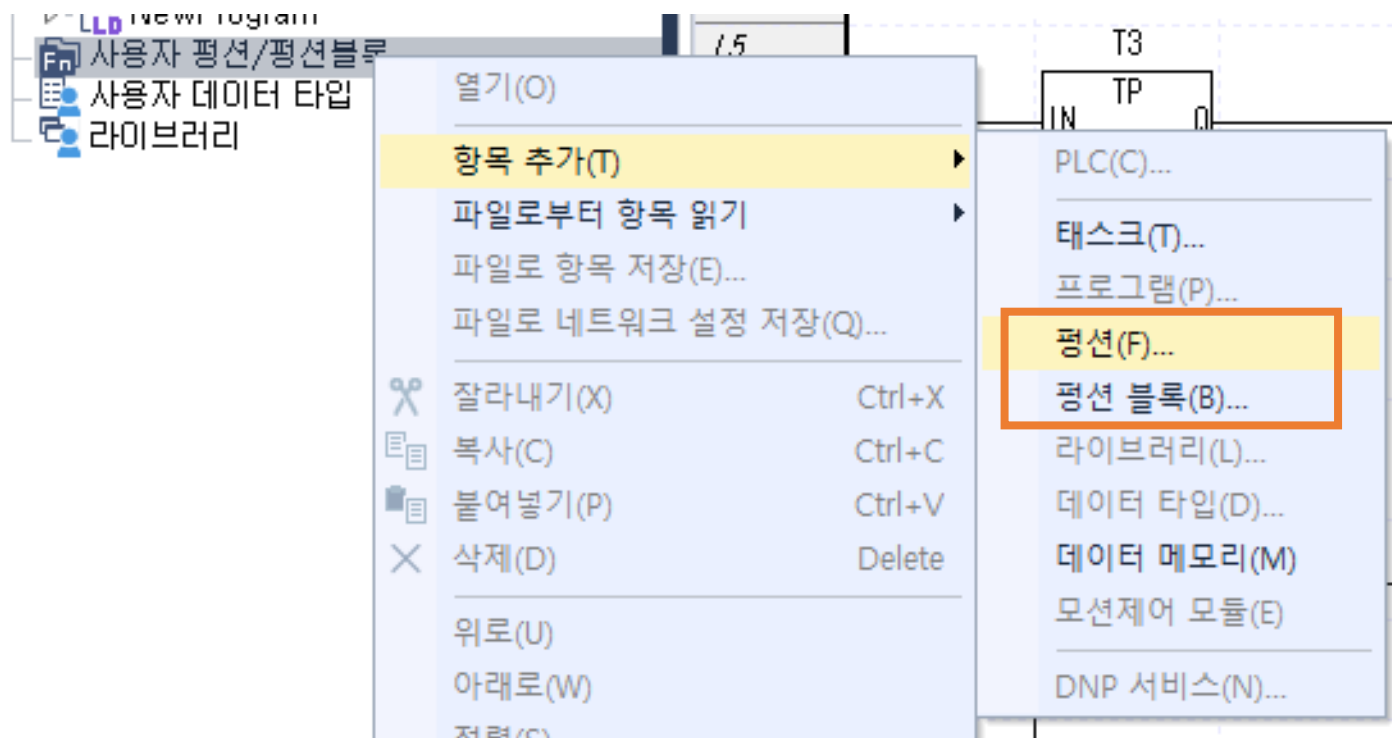 LD NewProgram
Fn 사용자 펑션/펑션블록
사용자 데이터 타입
라이브러리
열기(O)
항목 추가(T)
파일로부터 항목 읽기
파일로 항목 저장(E)...
파일로 네트워크 설정 저장(Q)...
잘라내기(X) Ctrl+X
복사(C) Ctrl+C
붙여넣기(P) Ctrl+V
삭제(D) Delete
위로(U)
아래로(W)
정렬(S)
T3
TP
IN Q
PLC(C)...
태스크(T)...
프로그램(P)...
펑션(F)...
펑션 블록(B)...
라이브러리(L)...
데이터 타입(D)...
데이터 메모리(M)
모션제어 모듈(E)
DNP 서비스(N)...